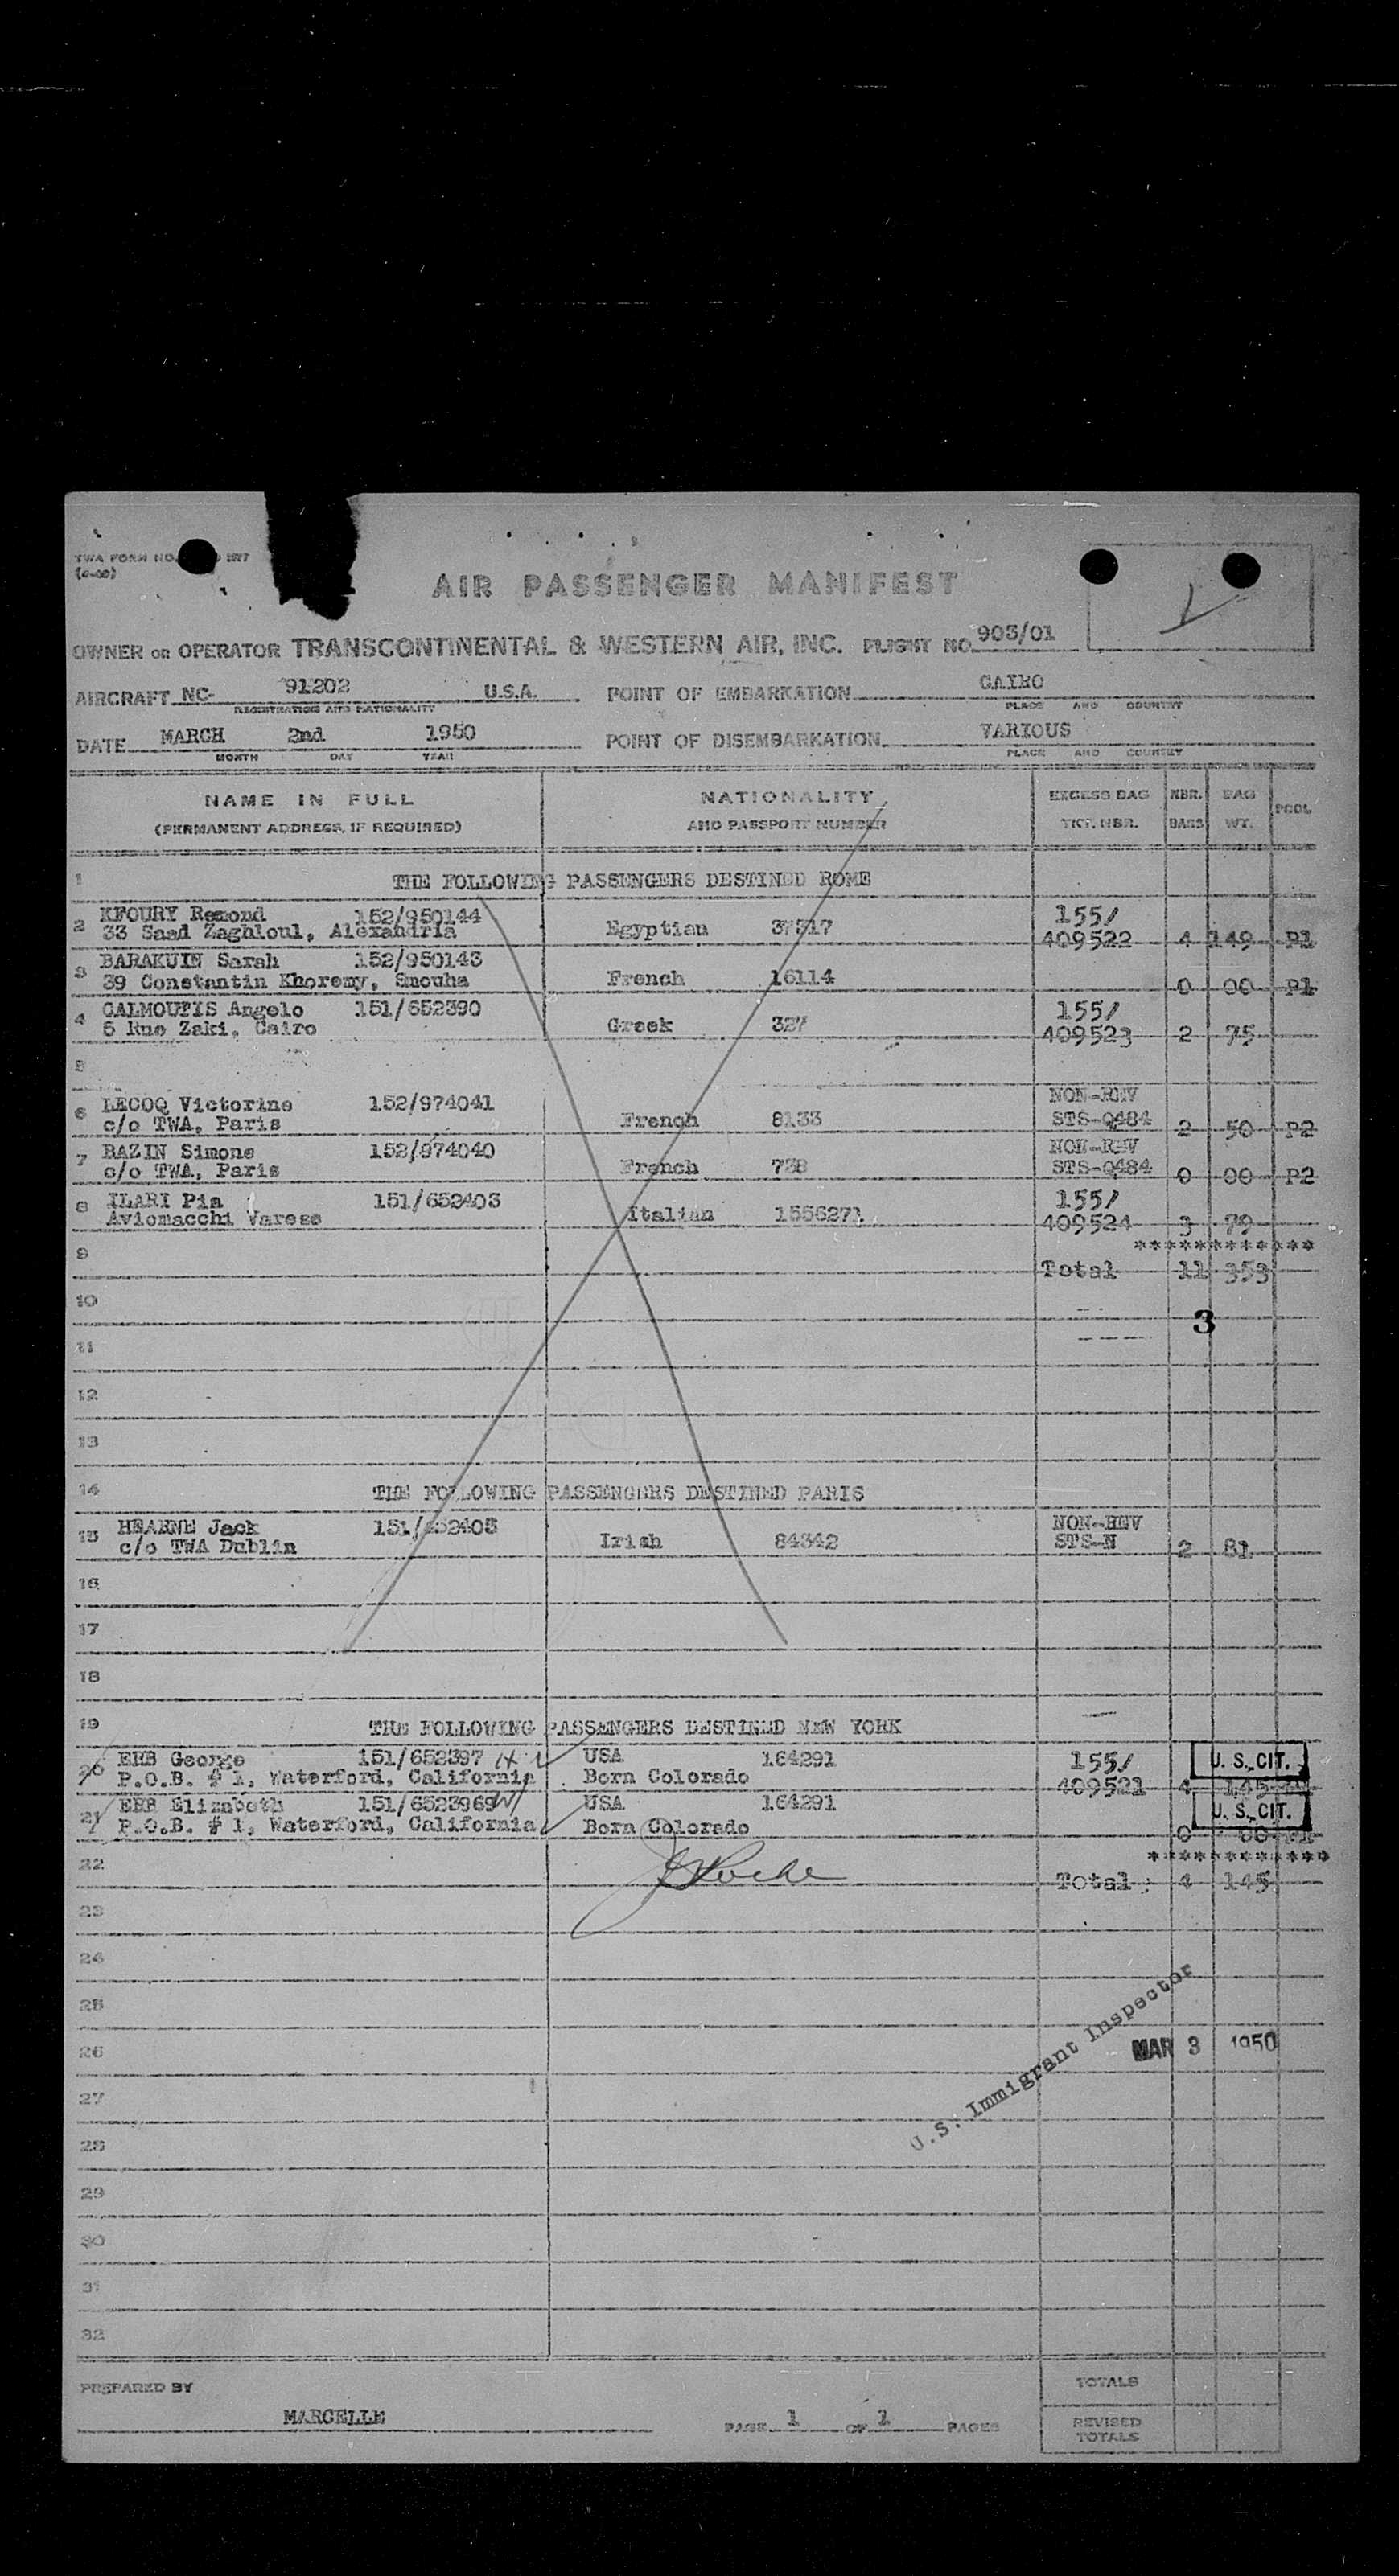 TWA FORM NO.
AIR PASSENGER MANIFEST
OWNER OR OPERATOR TRANSCONTINENTAL & WESTERN AIR, INC. FLIGHT NO. 903/01
AIRCRAFT NC- 91202 U.S.A. POINT OF EMBARKATION CAIRO
REGISTRATION AND NATIONALITY PLACE AND COUNTRY
DATE MARCH 2nd 1950 POINT OF DISEMBARKATION VARIOUS
MONTH DAY YEAR PLACE AND COUNTRY
NAME IN FULL NATIONALITY EXCESS BAG NBR. BAG POOL
(PERMANENT ADDRESS, IF REQUIRED) AND PASSPORT NUMBER TKT. NBR. BAGS WT.
1 THE FOLLOWING PASSENGERS DESTINED ROME
2 KFOURY Remond 152/950144 Egyptian 37317 155/
33 Saad Zaghloul, Alexandria 409522 4 149 P1
3 BARAKUIN Sarah 152/950143
39 Constantin Khoremy, Smouha French 16114 0 00 P1
4 CALMOUTIS Angelo 151/652390 Greek 327 155/
5 Rue Zaki, Cairo 409523 2 75
5
6 LECOQ Victorine 152/974041 French 8133 NON-REV
c/o TWA, Paris STS-Q484 2 50 P2
7 BAZIN Simone 152/974040 French 738 NON-REV
c/o TWA, Paris STS-Q484 0 00 P2
8 ILARI Pia 151/652403 Italian 1556271 155/
Aviomacchi Varese 409524 3 79
9 ************
Total 11 353
10
3
11
12
13
14 THE FOLLOWING PASSENGERS DESTINED PARIS
15 HEARNE Jack 151/652405 Irish 84342 NON-REV
c/o TWA Dublin STS-N 2 81
16
17
18
19 THE FOLLOWING PASSENGERS DESTINED NEW YORK
20 ERB George 151/652397 USA 164291 155/ U. S. CIT.
P.O.B. # 1, Waterford, California Born Colorado 409521 4 145
21 ERB Elizabeth 151/6523969 USA 164291 U. S. CIT.
P.O.B. # 1, Waterford, California Born Colorado 0 00
22 ************
Total 4 145
23
24
25
26 U.S. Immigrant Inspector MAR 3 1950
27
28
29
30
31
32
PREPARED BY TOTALS
MARCELLE PAGE 1 OF 1 PAGES REVISED
TOTALS